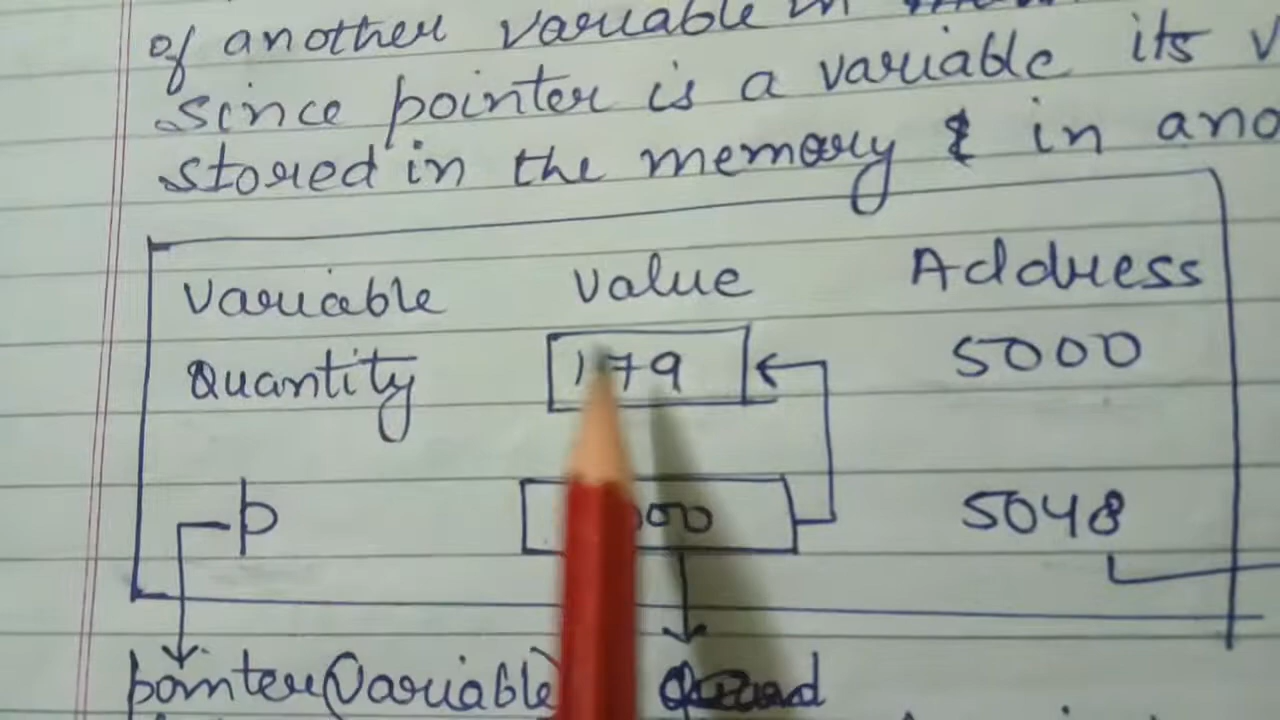 of another variable in
since pointer is a variable its
stored in the memory & in
Variable Value Address
Quantity 179 5000
p 5048
pointer(Variable)